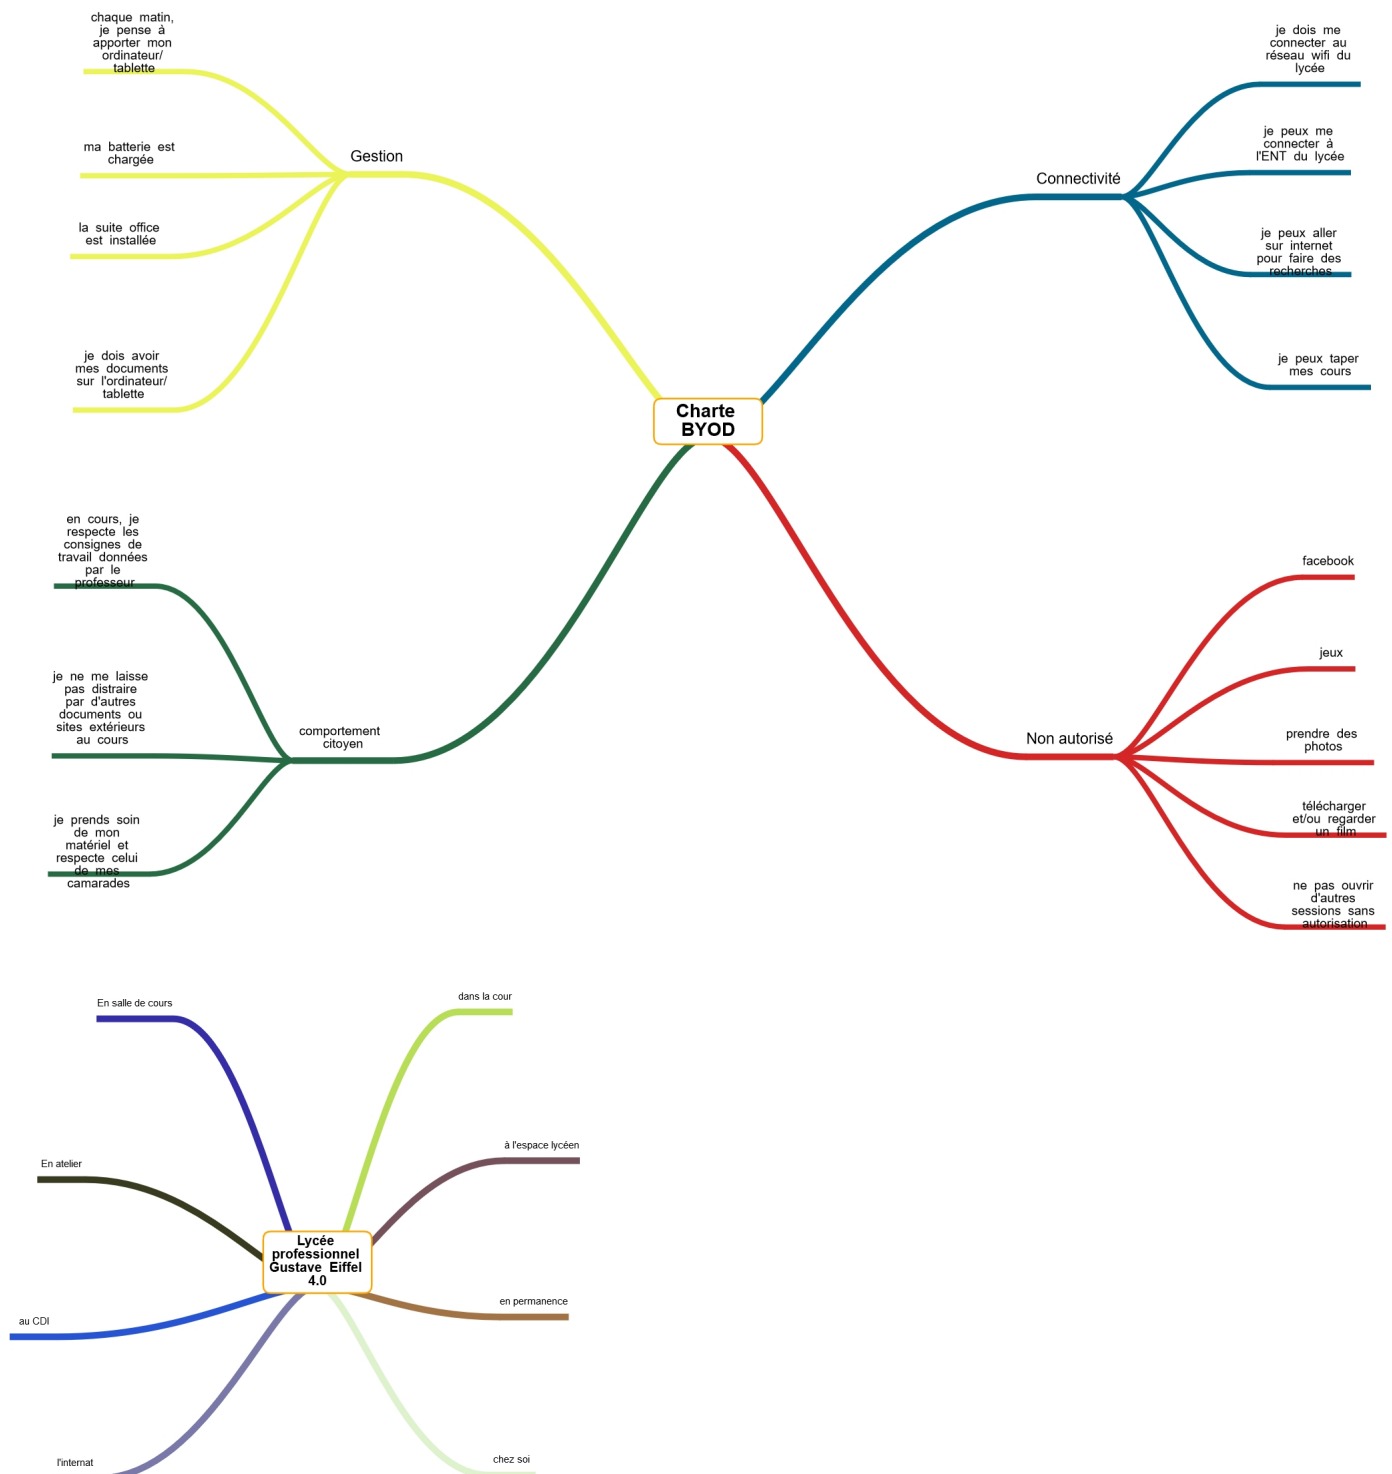 Charte
BYOD
Gestion
chaque matin,
je pense à
apporter mon
ordinateur/
tablette
ma batterie est
chargée
la suite office
est installée
je dois avoir
mes documents
sur l'ordinateur/
tablette
Connectivité
je dois me
connecter au
réseau wifi du
lycée
je peux me
connecter à
l'ENT du lycée
je peux aller
sur internet
pour faire des
recherches
je peux taper
mes cours
comportement
citoyen
en cours, je
respecte les
consignes de
travail données
par le
professeur
je ne me laisse
pas distraire
par d'autres
documents ou
sites extérieurs
au cours
je prends soin
de mon
matériel et
respecte celui
de mes
camarades
Non autorisé
facebook
jeux
prendre des
photos
télécharger
et/ou regarder
un film
ne pas ouvrir
d'autres
sessions sans
autorisation
Lycée
professionnel
Gustave Eiffel
4.0
En salle de cours
En atelier
au CDI
l'internat
dans la cour
à l'espace lycéen
en permanence
chez soi